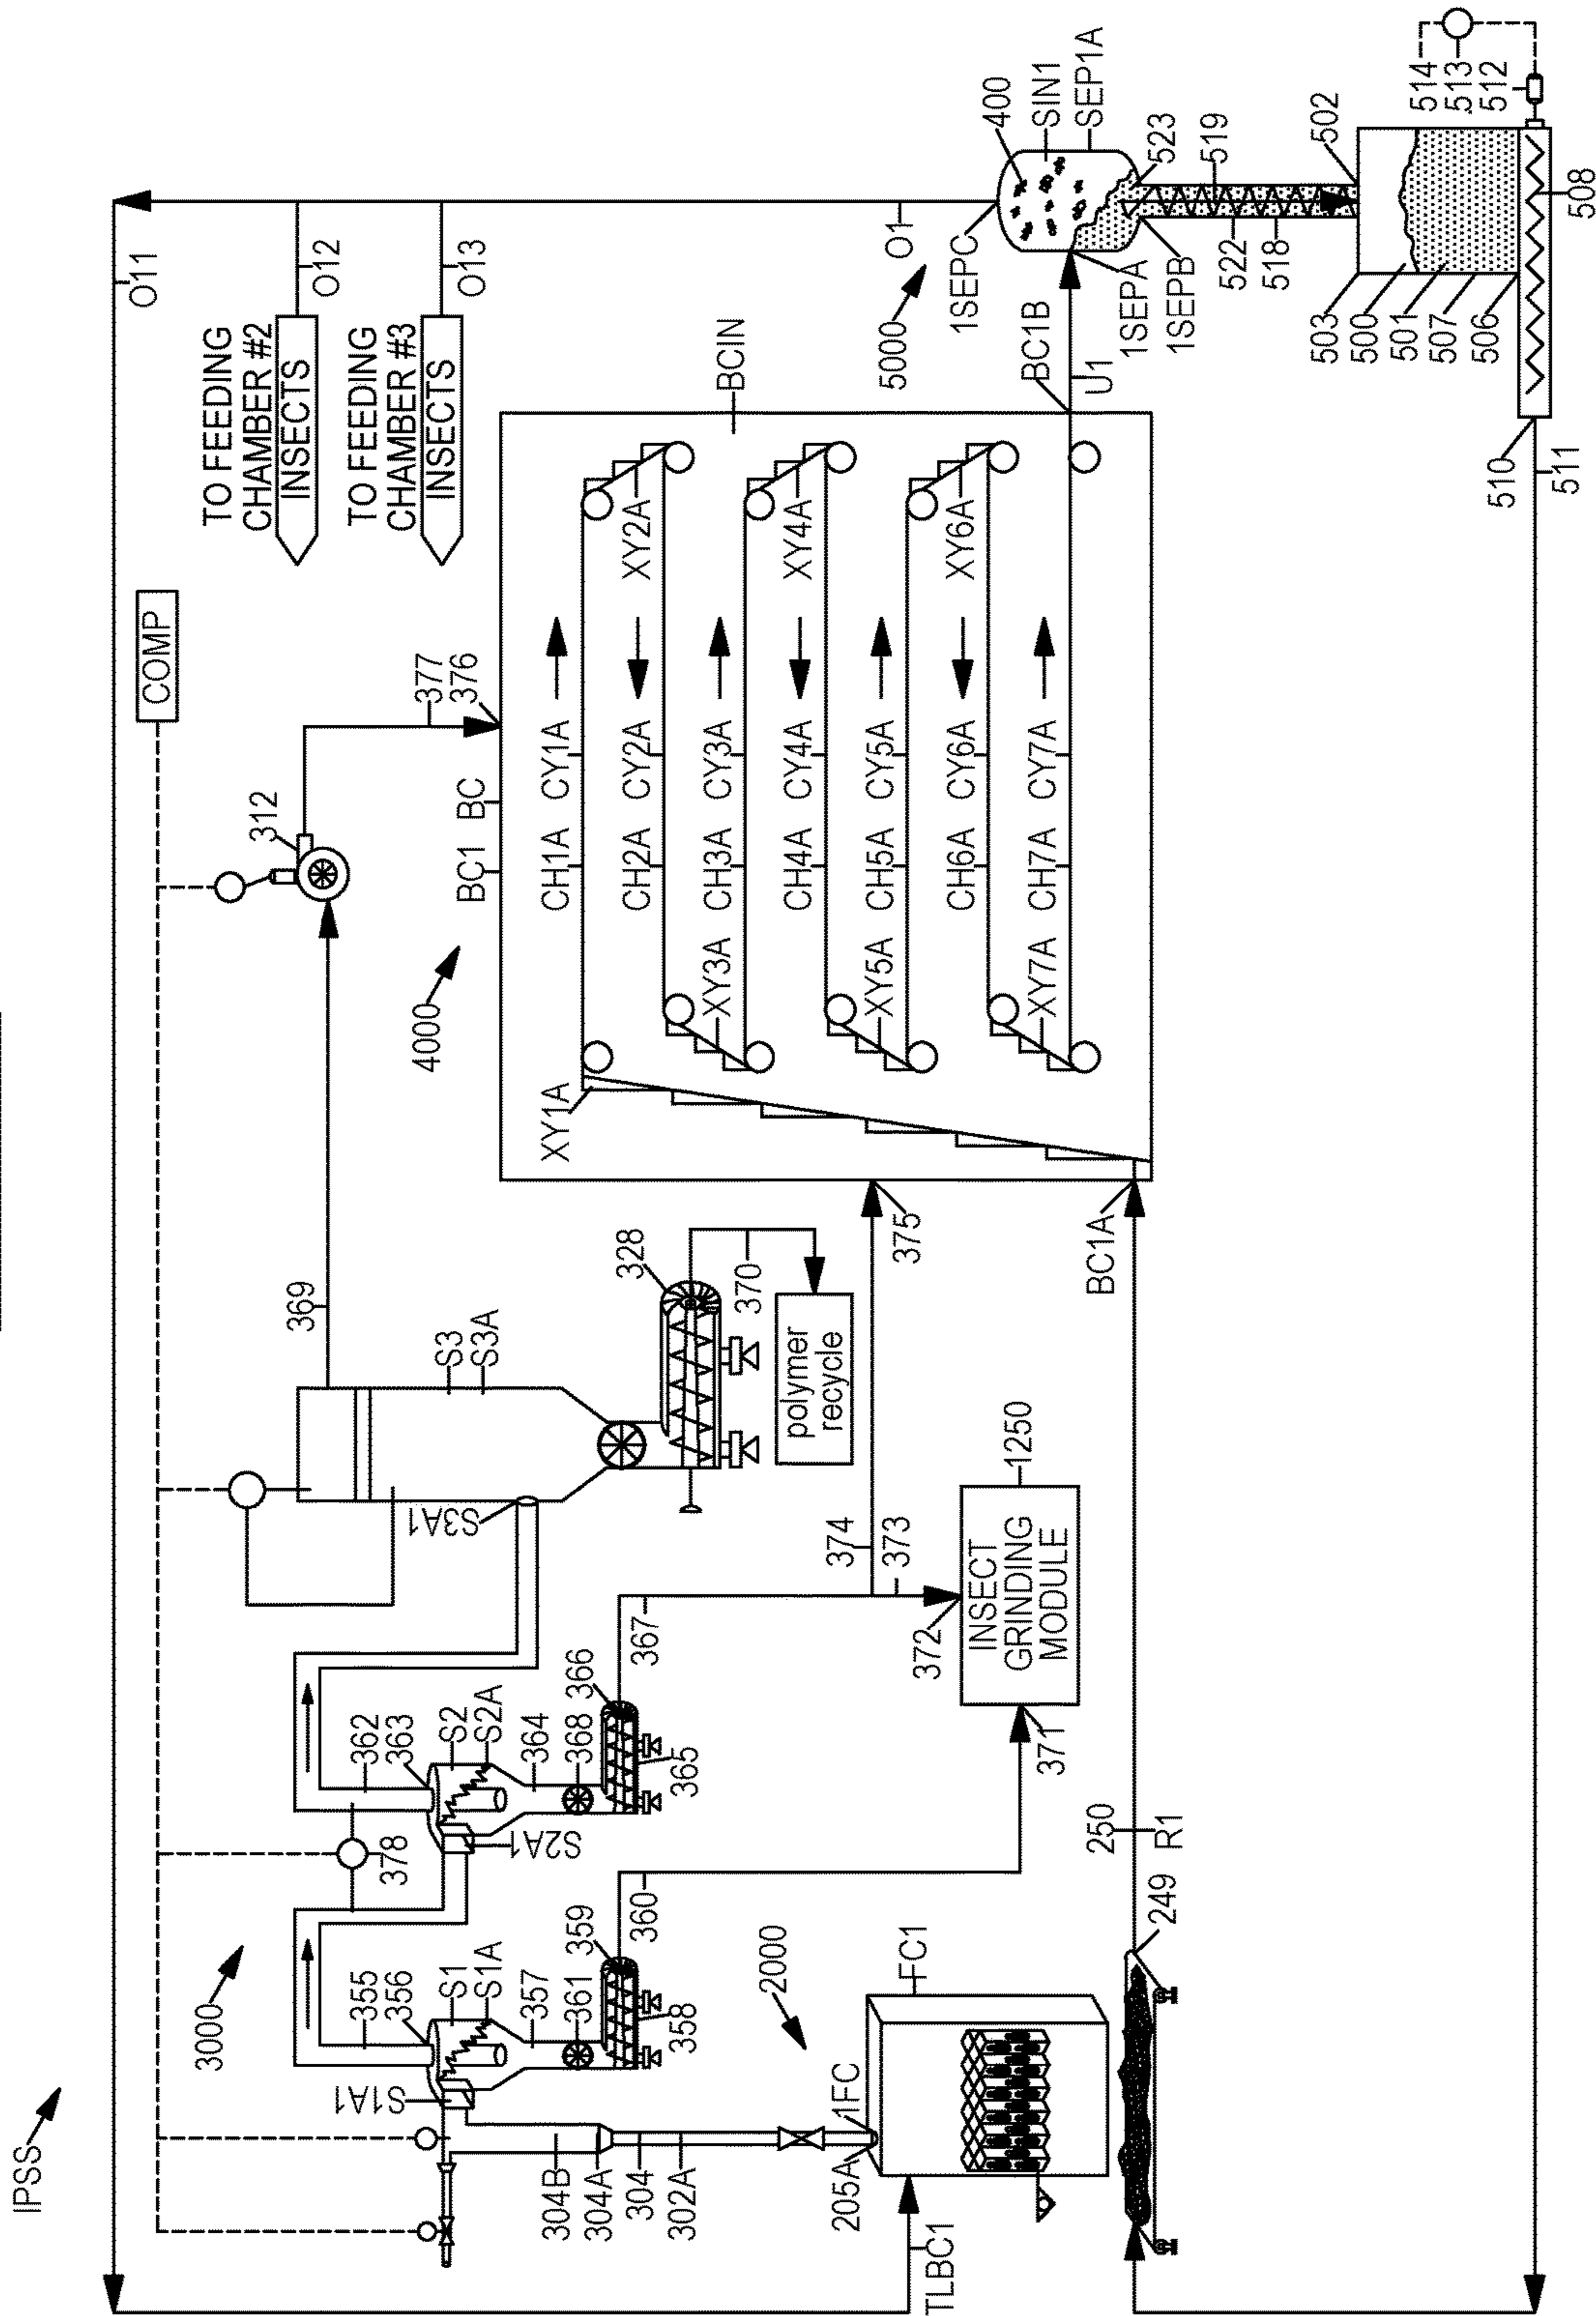 IPSS
3000
COMP
O11
TO FEEDING
CHAMBER #2
INSECTS
O12
TO FEEDING
CHAMBER #3
INSECTS
O13
O1
355
356
S1
S1A
S1A1
357
361
359
358
360
378
362
363
S2
S2A
S2A1
364
368
366
365
367
S3A1
S3
S3A
369
328
370
polymer
recycle
312
377
376
304B
304A
304
302A
205A
1FC
2000
FC1
TLBC1
371
372
INSECT
GRINDING
MODULE
1250
374
373
375
249
250
R1
BC1A
4000
BC1
BC
BCIN
XY1A
CH1A
CY1A
XY2A
CH2A
CY2A
XY3A
CH3A
CY3A
XY4A
CH4A
CY4A
XY5A
CH5A
CY5A
XY6A
CH6A
CY6A
XY7A
CH7A
CY7A
5000
1SEPC
400
SIN1
SEP1A
BC1B
U1
1SEPA
1SEPB
523
519
522
518
502
503
500
501
507
506
508
510
511
514
513
512